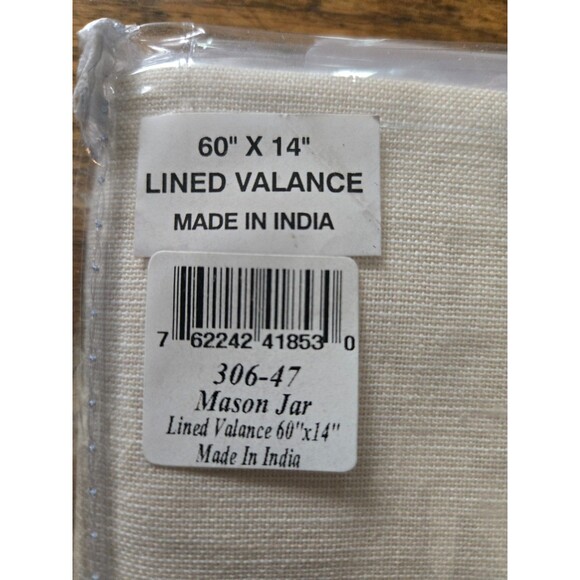 60" X 14"
LINED VALANCE
MADE IN INDIA
7 62242 41853 0
306-47
Mason Jar
Lined Valance 60"x14"
Made In India